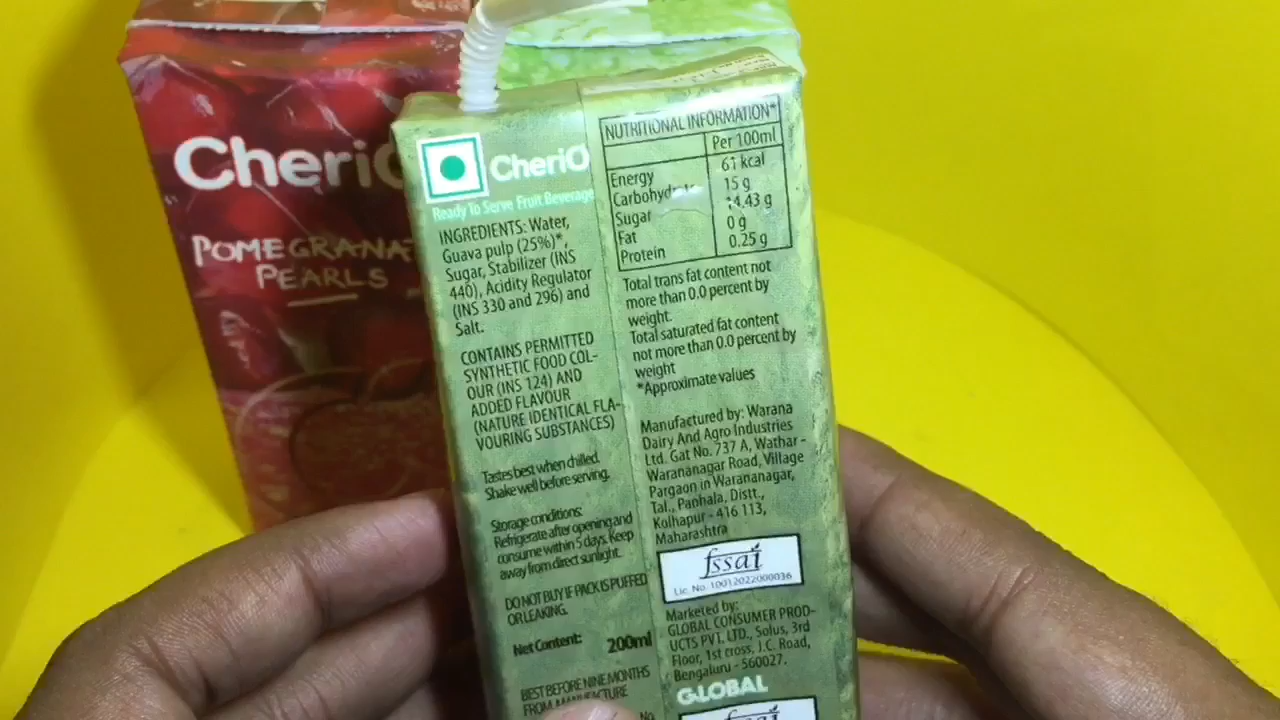 CheriO
POMEGRANA
PEARLS
CheriO
Ready To Serve Fruit Beverage
INGREDIENTS: Water,
Guava pulp (25%)*,
Sugar, Stabilizer (INS
440), Acidity Regulator
(INS 330 and 296) and
Salt.
CONTAINS PERMITTED
SYNTHETIC FOOD COL-
OUR (INS 124) AND
ADDED FLAVOUR
(NATURE IDENTICAL FLA-
VOURING SUBSTANCES)
Tastes best when chilled.
Shake well before serving.
Storage conditions:
Refrigerate after opening and
consume within 5 days. Keep
away from direct sunlight.
DO NOT BUY IF PACK IS PUFFED
OR LEAKING.
Net Content: 200ml
BEST BEFORE NINE MONTHS
FROM MANUFACTURE
No
NUTRITIONAL INFORMATION*
Per 100ml
Energy 61 kcal
Carbohydrate 15 g
Sugar 14.43 g
Fat 0 g
Protein 0.25 g
Total trans fat content not
more than 0.0 percent by
weight.
Total saturated fat content
not more than 0.0 percent by
weight
*Approximate values
Manufactured by: Warana
Dairy And Agro Industries
Ltd. Gat No. 737 A, Wathar -
Warananagar Road, Village
Pargaon in Warananagar,
Tal., Panhala, Distt.,
Kolhapur - 416 113,
Maharashtra
fssai
Lic. No. 10012022000036
Marketed by:
GLOBAL CONSUMER PROD-
UCTS PVT. LTD., Solus, 3rd
Floor, 1st cross, J.C. Road,
Bengaluru - 560027.
GLOBAL
fssai